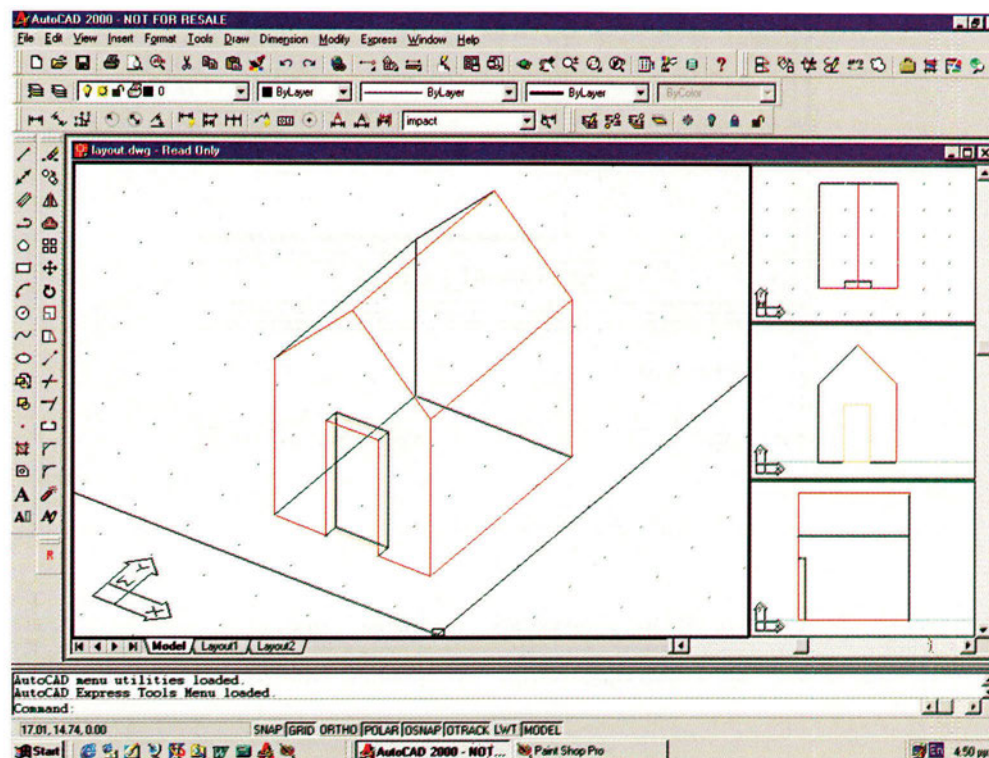 AutoCAD 2000 - NOT FOR RESALE
File Edit View Insert Format Tools Draw Dimension Modify Express Window Help
0 ByLayer ByLayer ByLayer ByColor
impact
layout.dwg - Read Only
A
A
R
W Y X
Model Layout1 Layout2
AutoCAD menu utilities loaded.
AutoCAD Express Tools Menu loaded.
Command:
17.01, 14.74, 0.00 SNAP GRID ORTHO POLAR OSNAP OTRACK LWT MODEL
Start AutoCAD 2000 - NOT... Paint Shop Pro En 4:50